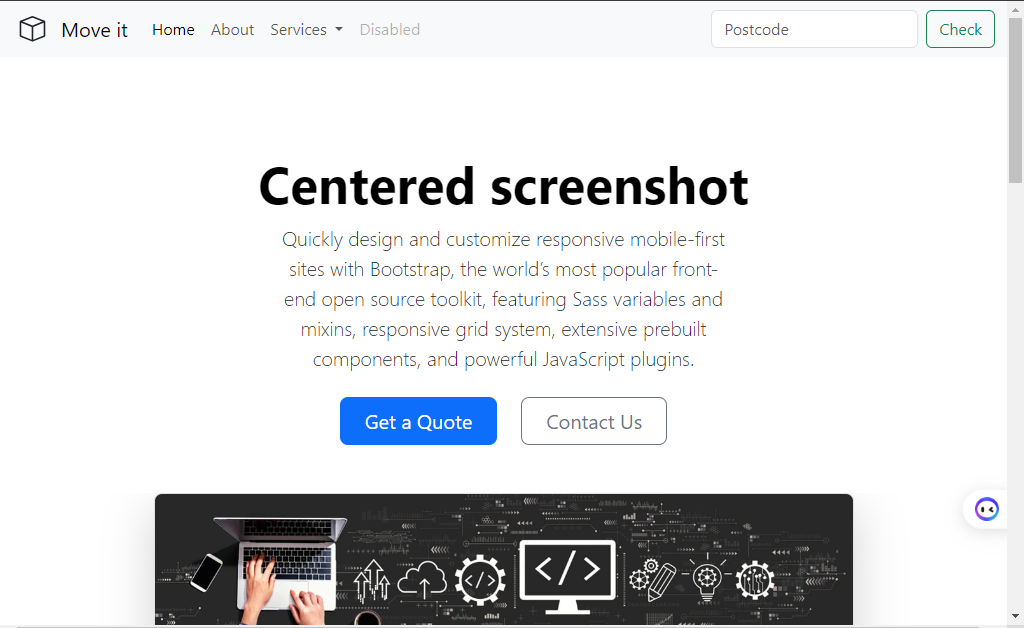 Move it Home About Services Disabled Postcode Check
Centered screenshot
Quickly design and customize responsive mobile-first
sites with Bootstrap, the world’s most popular front-
end open source toolkit, featuring Sass variables and
mixins, responsive grid system, extensive prebuilt
components, and powerful JavaScript plugins.
Get a Quote Contact Us